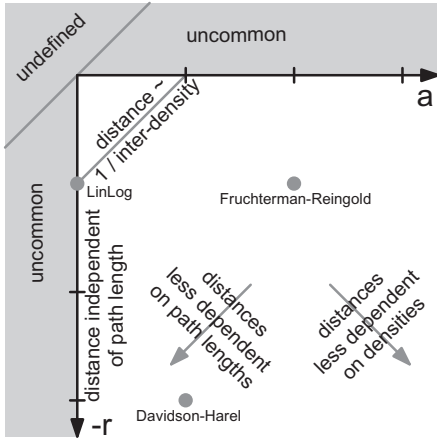 undefined
uncommon
a
distance ~
1 / inter-density
LinLog
Fruchterman-Reingold
uncommon
distance independent
of path length
distances
less dependent
on path lengths
distances
less dependent
on densities
Davidson-Harel
-r